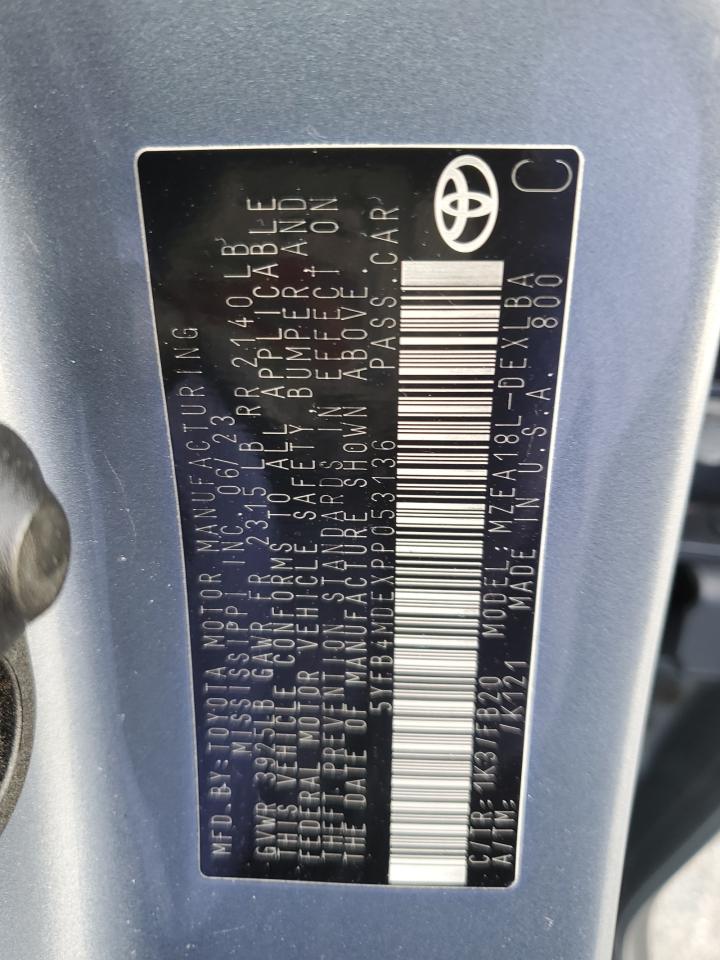 MFD. BY: TOYOTA MOTOR MANUFACTURING
MISSISSIPPI INC. 06/23
GVWR 3925LB GAWR FR 2315LB RR 2140LB
THIS VEHICLE CONFORMS TO ALL APPLICABLE
FEDERAL MOTOR VEHICLE SAFETY, BUMPER, AND
THEFT PREVENTION STANDARDS IN EFFECT ON
THE DATE OF MANUFACTURE SHOWN ABOVE.
5YFB4MDEXPP053136 PASS. CAR
C/TR: 1K3/FB20 MODEL: MZEA18L-DEXLBA
A/TM: /K121 MADE IN U.S.A. 800
C